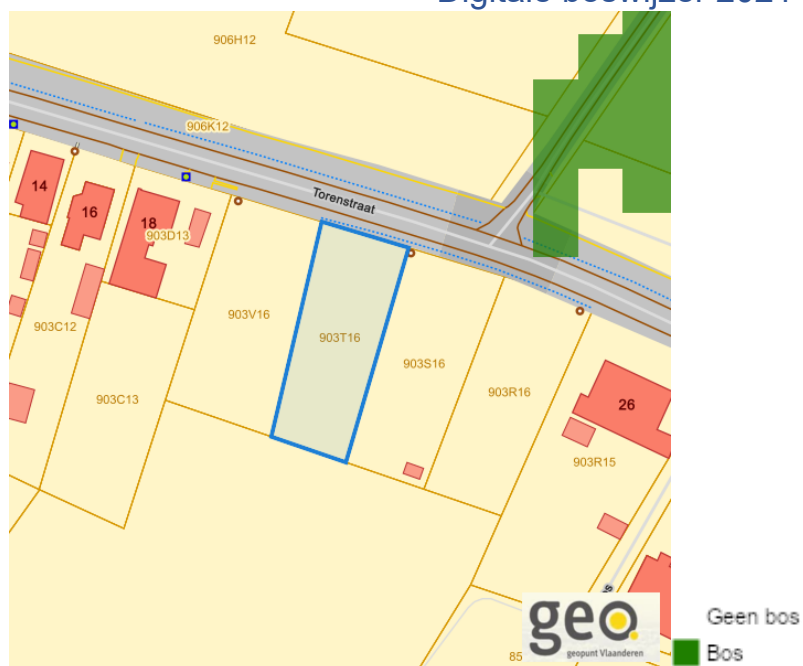 906H12
906K12
Torenstraat
14
16
18
903D13
903V16
903T16
903C12
903S16
903C13
903R16
26
903R15
geo.
geopunt Vlaanderen
85
Geen bos
Bos